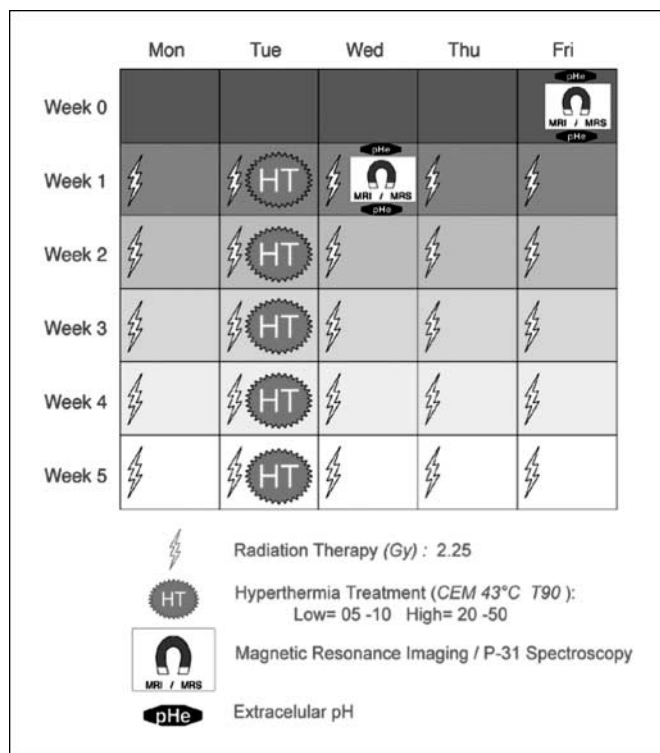 Mon Tue Wed Thu Fri
Week 0
pHe
MRI / MRS
pHe
Week 1
HT
pHe
MRI / MRS
pHe
Week 2
HT
Week 3
HT
Week 4
HT
Week 5
HT
Radiation Therapy (Gy) : 2.25
HT
Hyperthermia Treatment (CEM 43°C T90 ):
Low= 05 -10 High= 20 -50
MRI / MRS
Magnetic Resonance Imaging / P-31 Spectroscopy
pHe
Extracelular pH